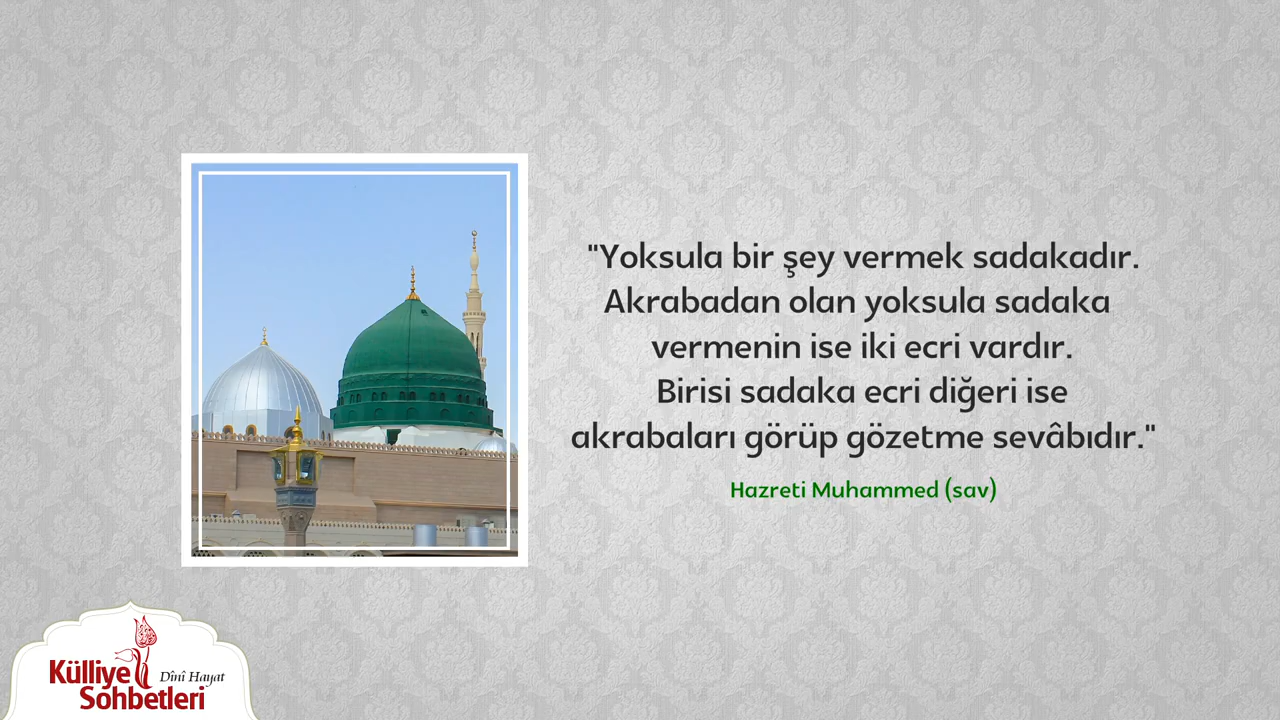 "Yoksula bir şey vermek sadakadır.
Akrabadan olan yoksula sadaka
vermenin ise iki ecri vardır.
Birisi sadaka ecri diğeri ise
akrabaları görüp gözetme sevâbıdır."
Hazreti Muhammed (sav)
Külliye
Dînî Hayat
Sohbetleri